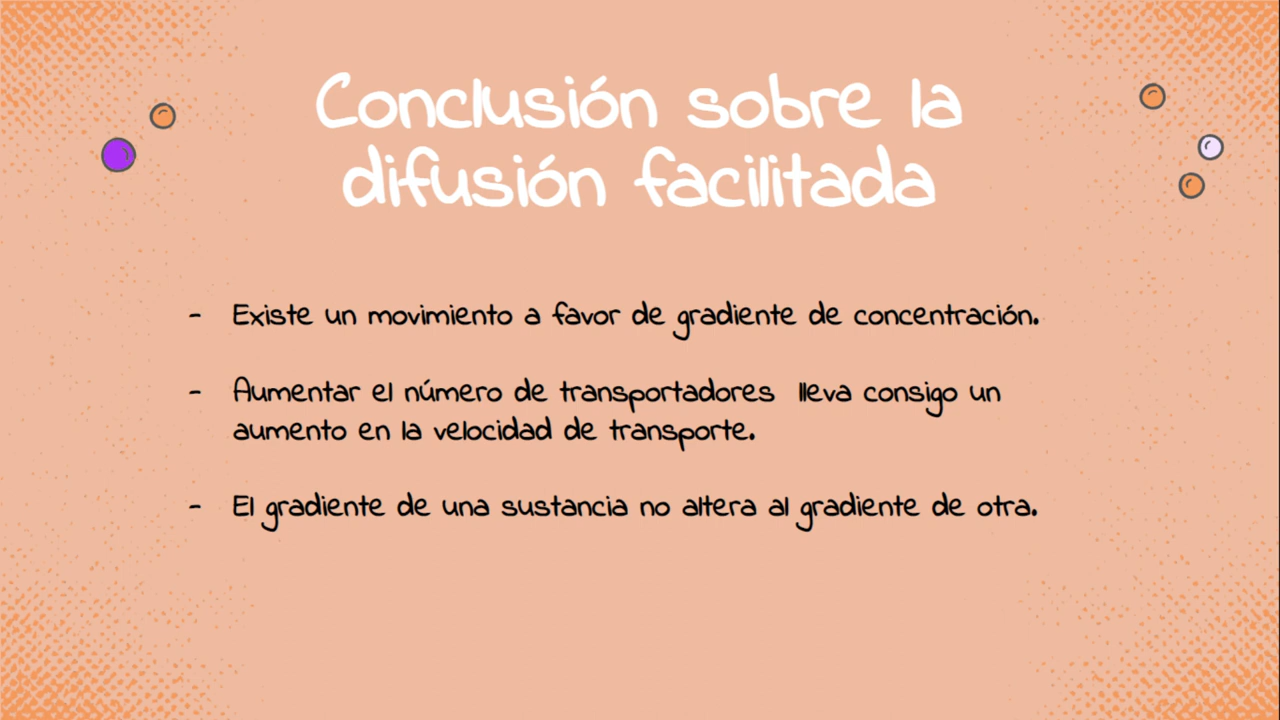 Conclusión sobre la
difusión facilitada
- Existe un movimiento a favor de gradiente de concentración.
- Aumentar el número de transportadores lleva consigo un
aumento en la velocidad de transporte.
- El gradiente de una sustancia no altera al gradiente de otra.